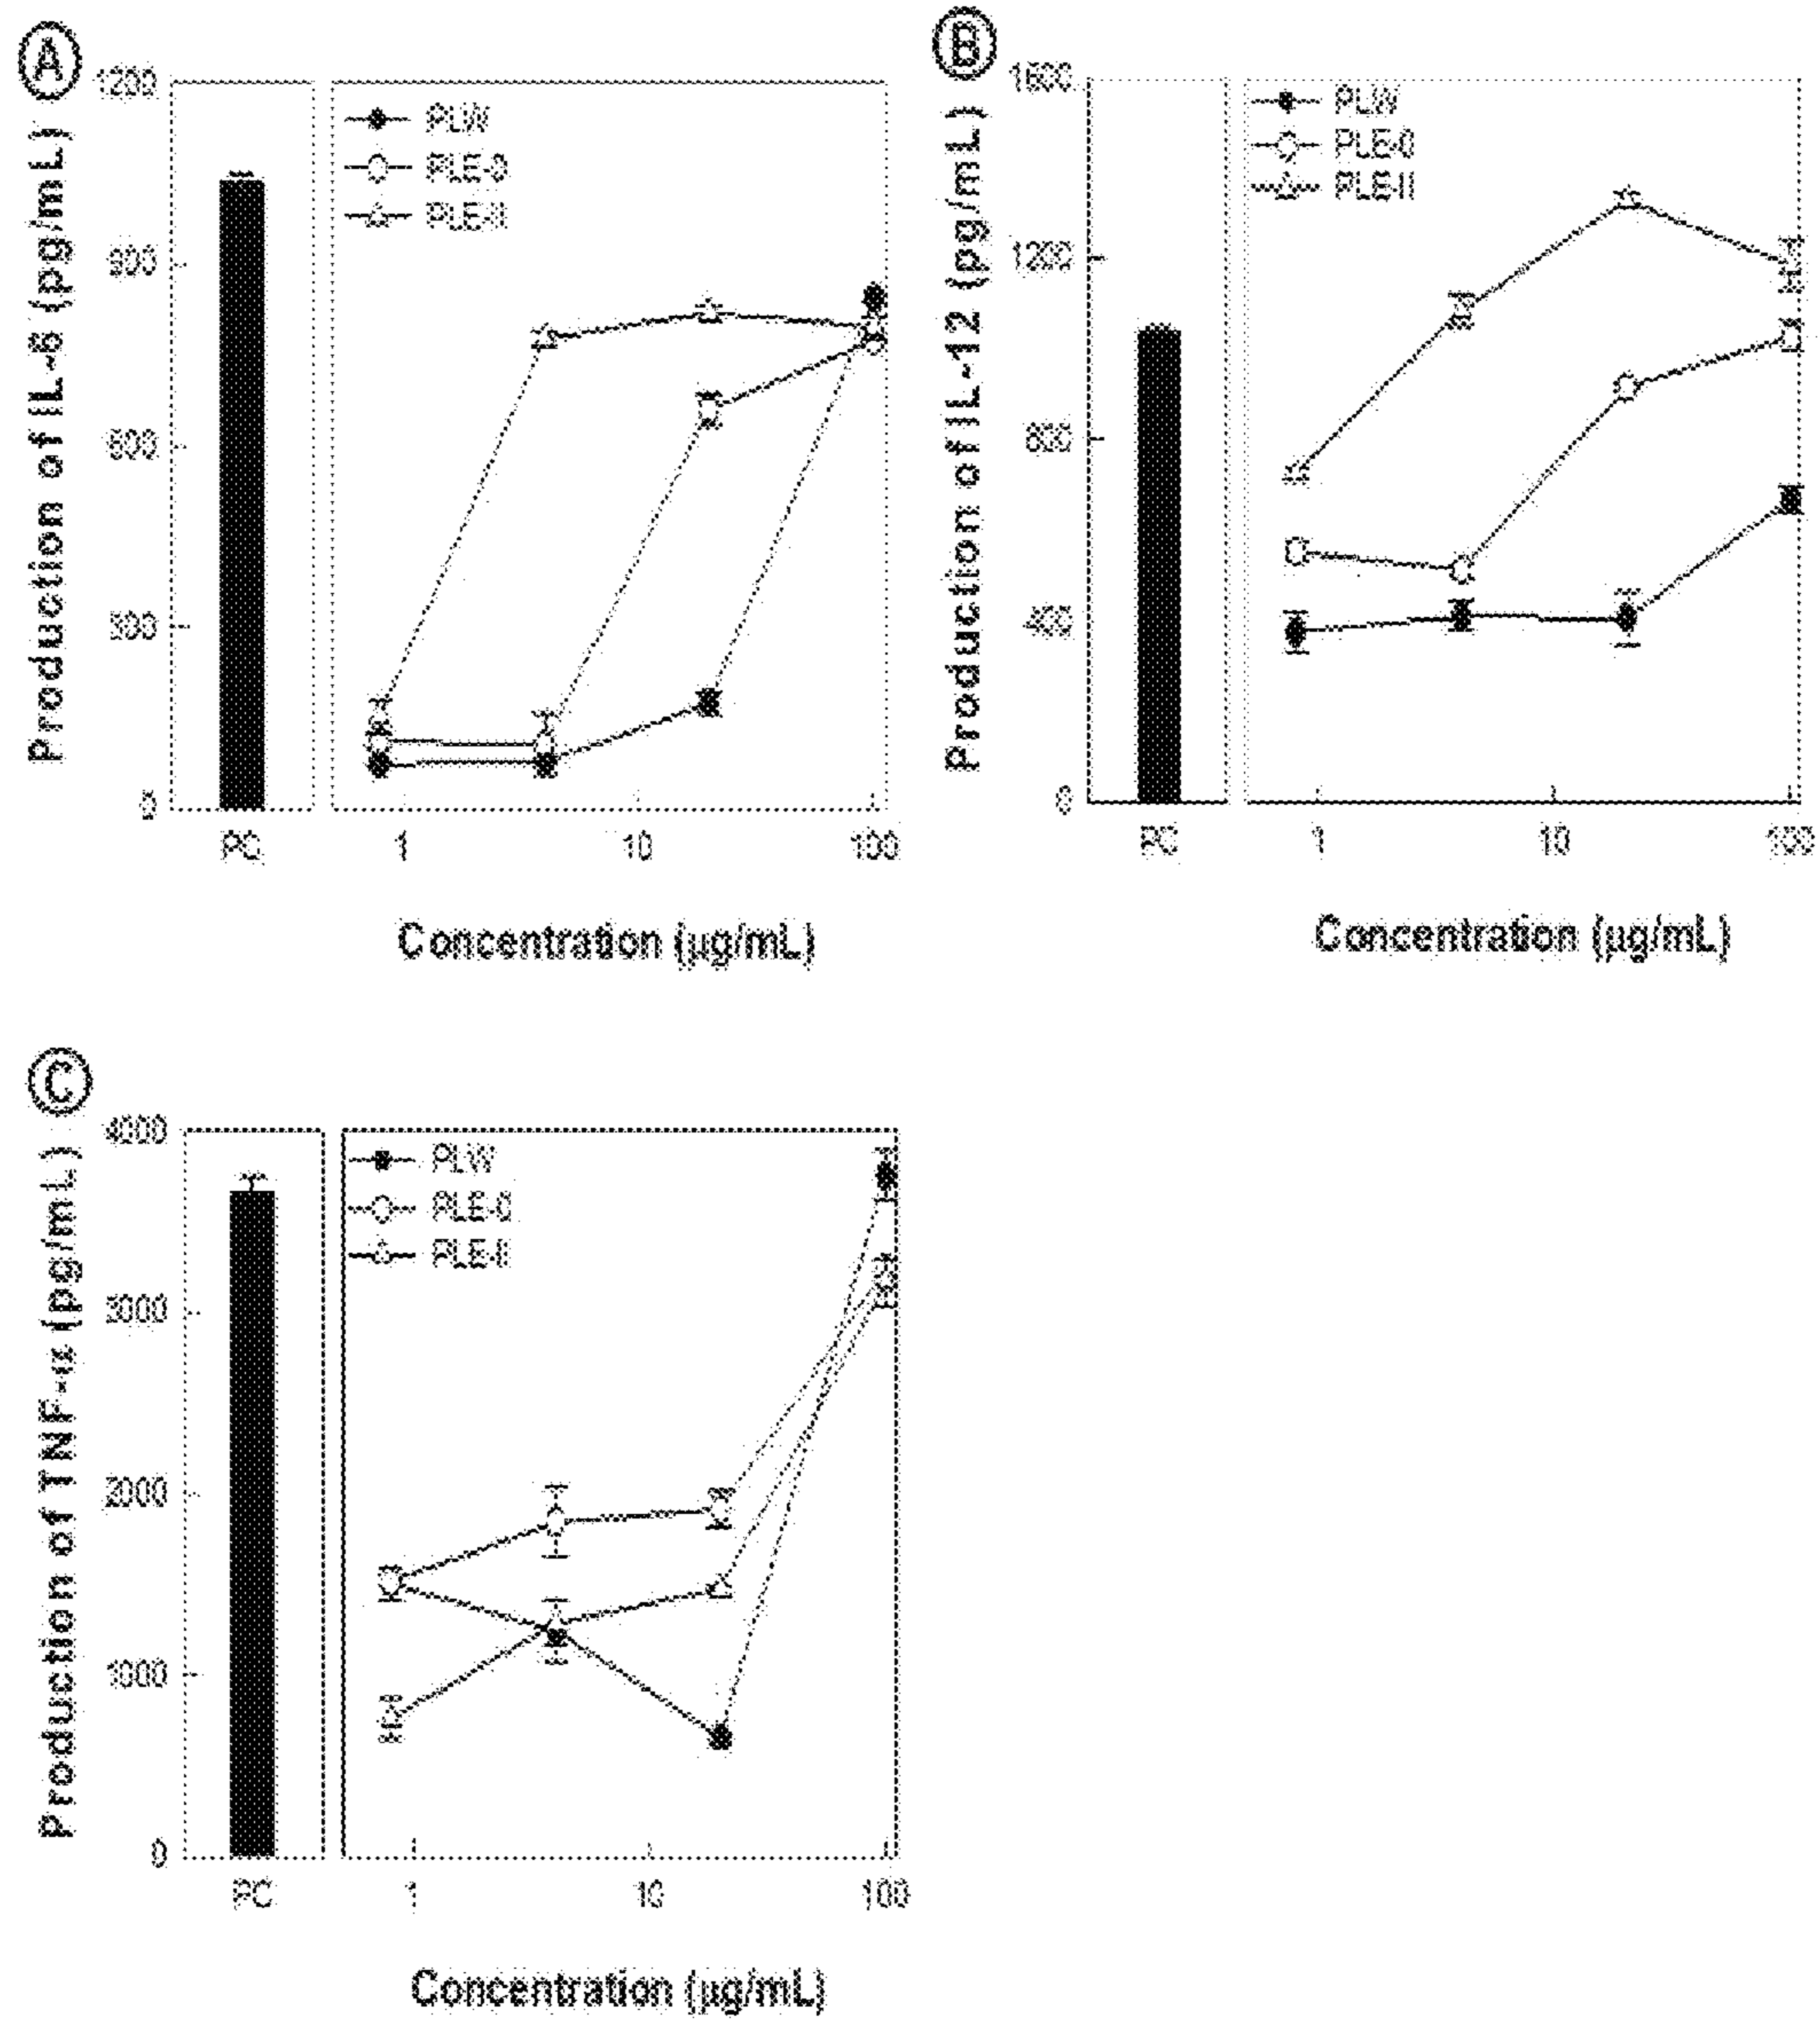 A
Production of IL-6 (pg/mL)
1200
900
600
300
0
PLW
PLE-0
PLE-II
PC
1
10
100
Concentration (µg/mL)
B
Production of IL-12 (pg/mL)
1600
1200
800
400
0
PLW
PLE-0
PLE-II
PC
1
10
100
Concentration (µg/mL)
C
Production of TNF-α (pg/mL)
4000
3000
2000
1000
0
PLW
PLE-0
PLE-II
PC
1
10
100
Concentration (µg/mL)